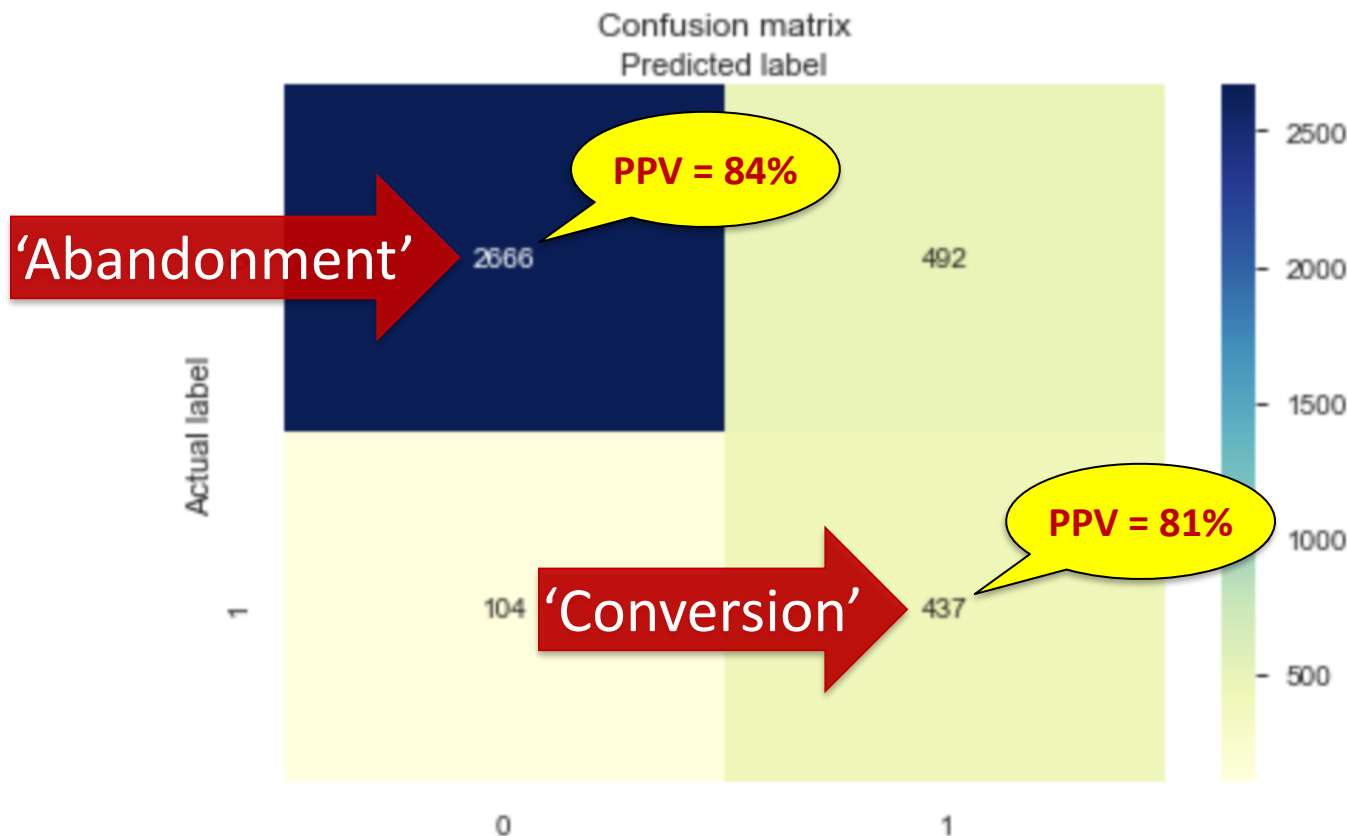 Confusion matrix
Predicted label
PPV = 84%
2500
‘Abandonment’
2666
492
2000
Actual label
1500
PPV = 81%
1000
1
104
‘Conversion’
437
500
0
1